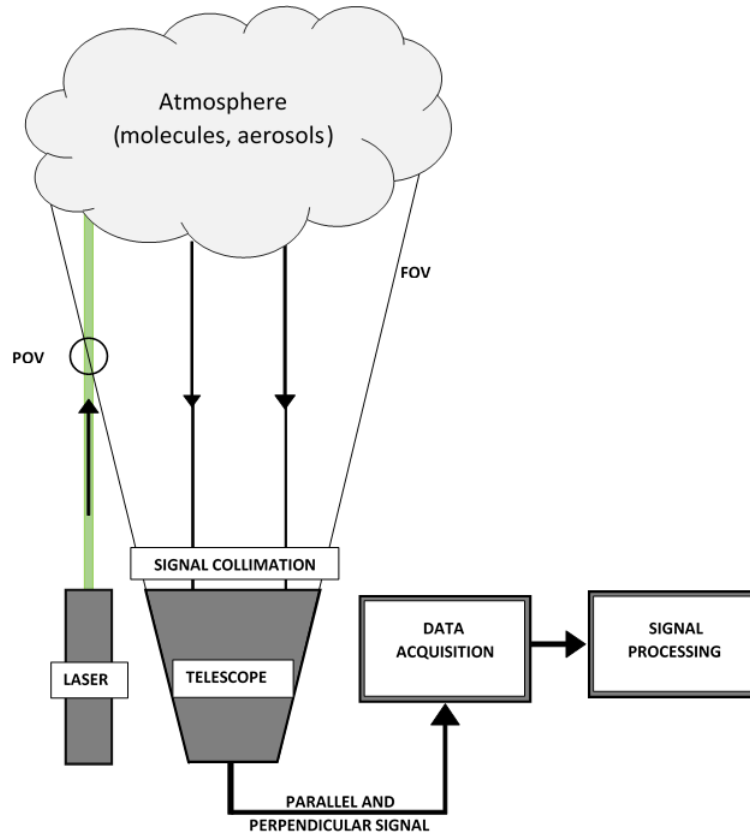 Atmosphere
(molecules, aerosols)
FOV
POV
SIGNAL COLLIMATION
LASER
TELESCOPE
DATA
ACQUISITION
SIGNAL
PROCESSING
PARALLEL AND
PERPENDICULAR SIGNAL